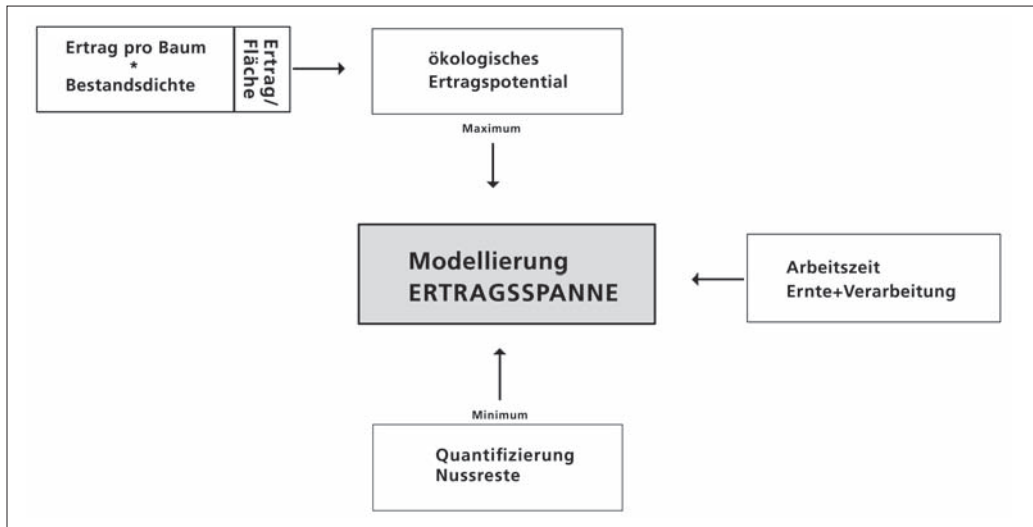 Ertrag pro Baum
*
Bestandsdichte
Ertrag/
Fläche
ökologisches
Ertragspotential
Maximum
Modellierung
ERTRAGSSPANNE
Arbeitszeit
Ernte+Verarbeitung
Minimum
Quantifizierung
Nussreste